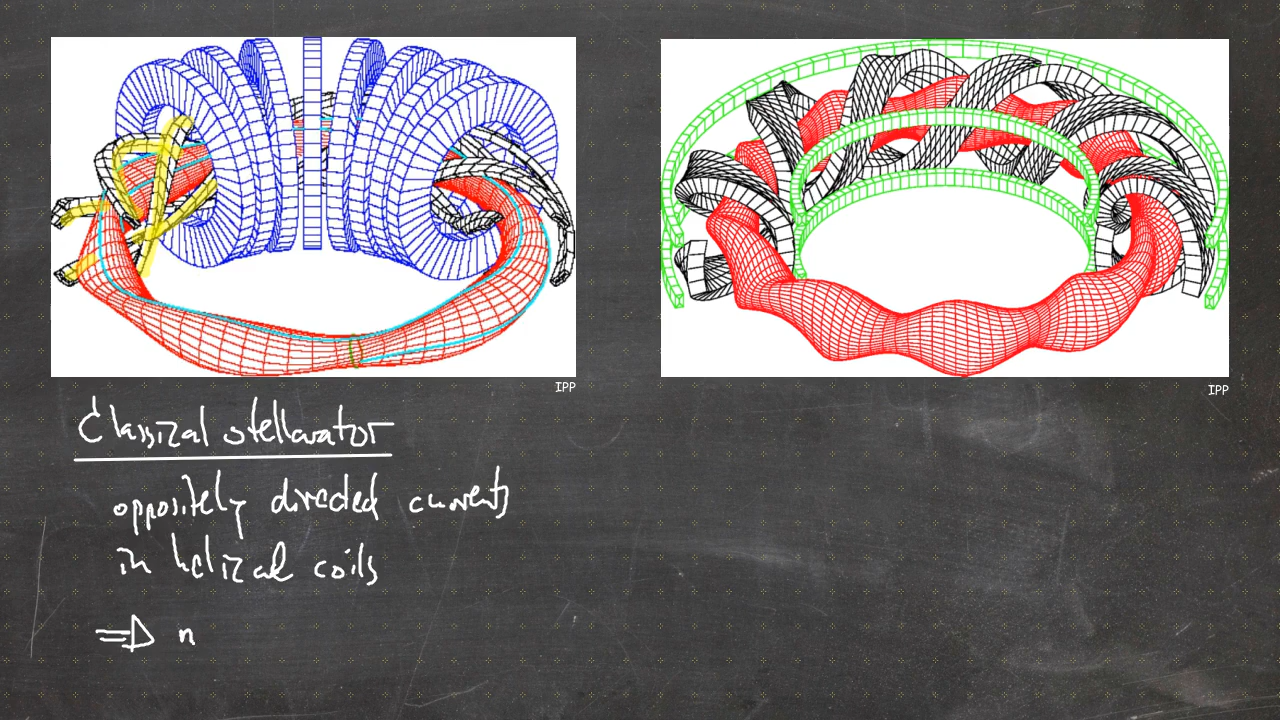 IPP
IPP
Classical stellarator
oppositely directed currents
in helical coils
⇒ n